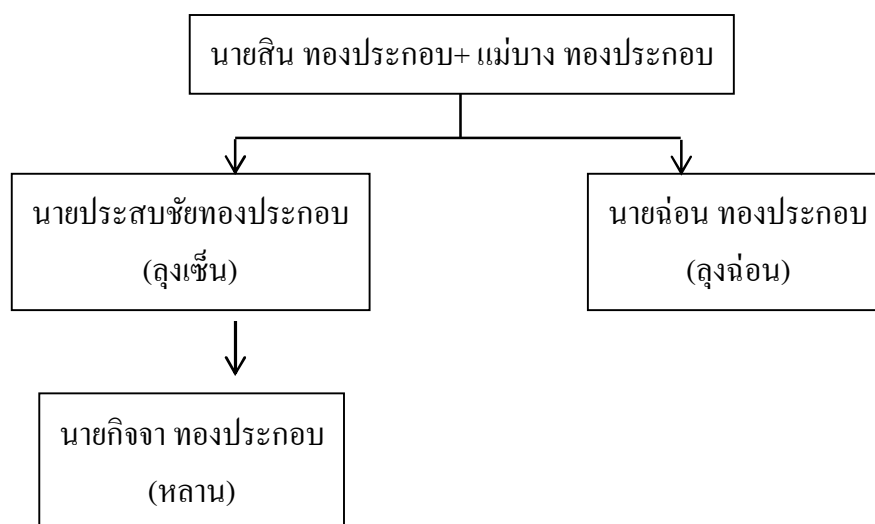 นายสิน ทองประกอบ+ แม่บาง ทองประกอบ
นายประสบชัยทองประกอบ
(ลุงเซ็น)
นายฉ่อน ทองประกอบ
(ลุงฉ่อน)
นายกิจจา ทองประกอบ
(หลาน)